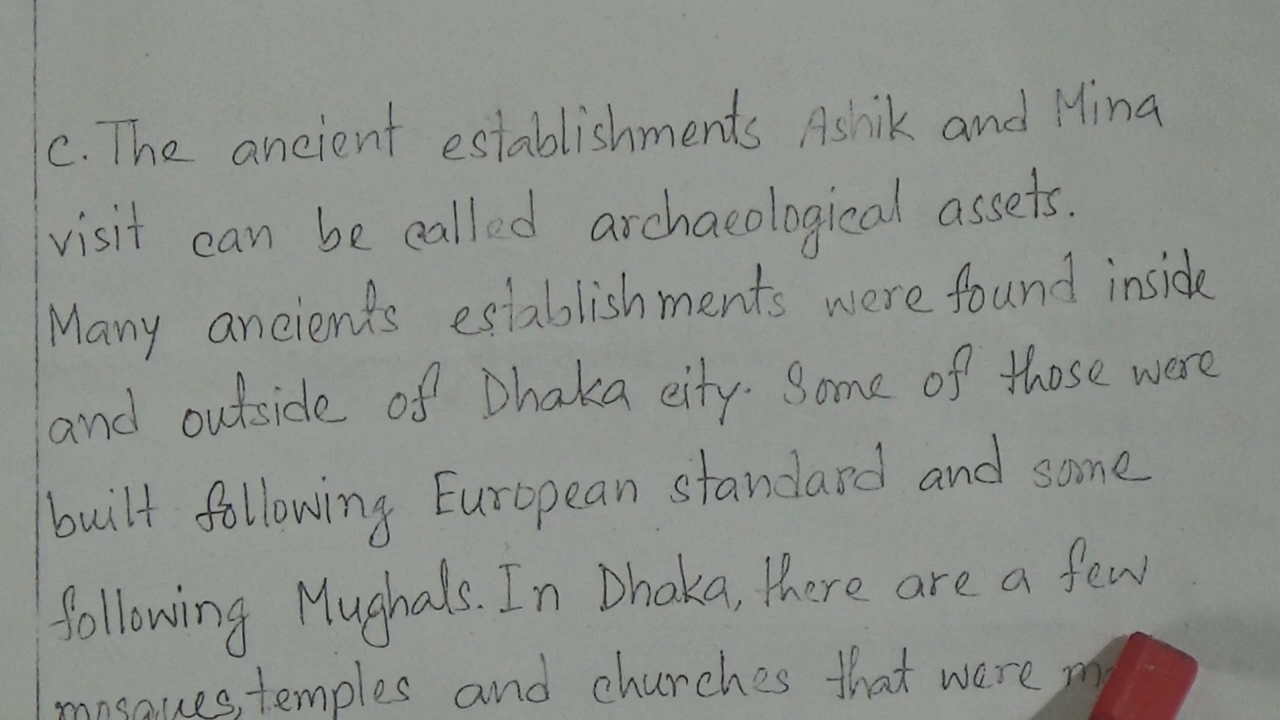 c. The ancient establishments Ashik and Mina
visit can be called archaeological assets.
Many ancients establishments were found inside
and outside of Dhaka city. Some of those were
built following European standard and some
following Mughals. In Dhaka, there are a few
mosques, temples and churches that were